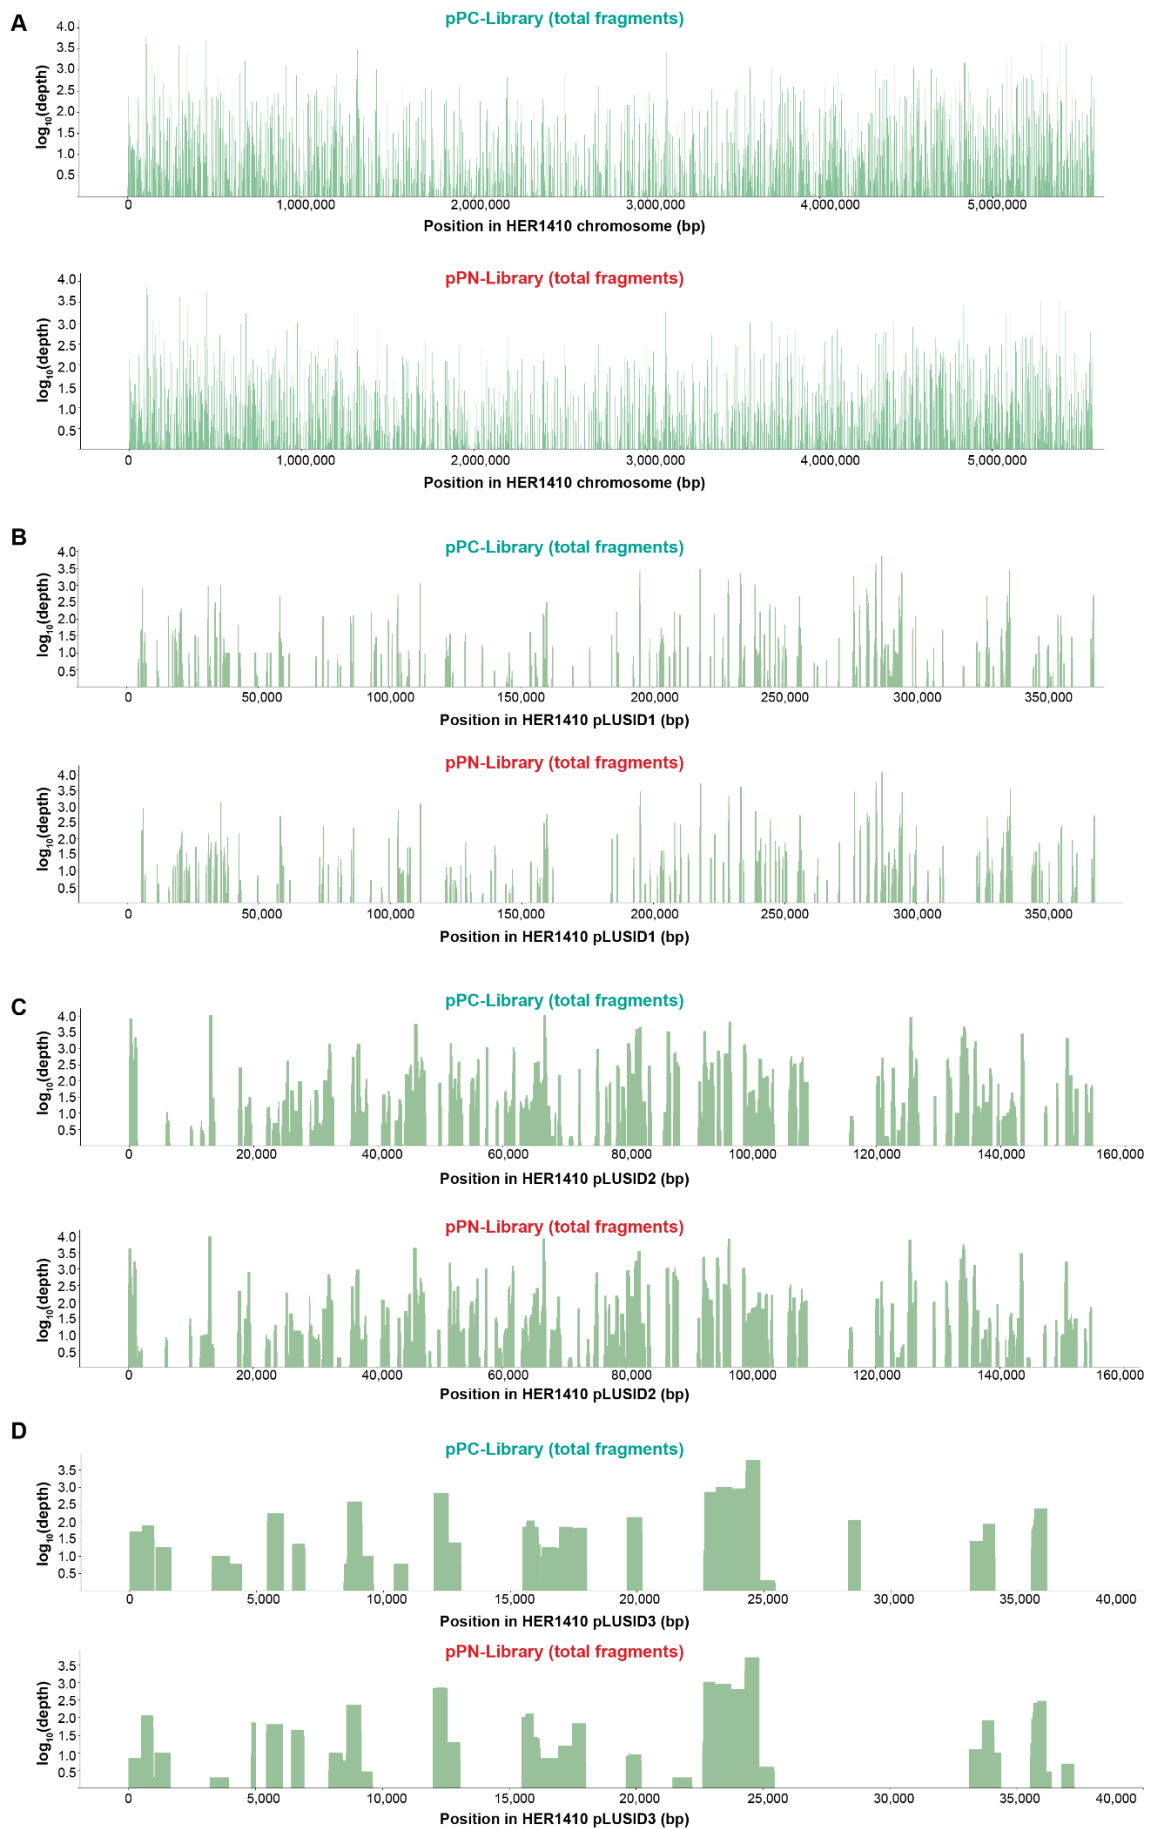 A
pPC-Library (total fragments)
4.0
3.5
3.0
2.5
2.0
1.5
1.0
0.5
log10(depth)
0 1,000,000 2,000,000 3,000,000 4,000,000 5,000,000
Position in HER1410 chromosome (bp)
pPN-Library (total fragments)
4.0
3.5
3.0
2.5
2.0
1.5
1.0
0.5
log10(depth)
0 1,000,000 2,000,000 3,000,000 4,000,000 5,000,000
Position in HER1410 chromosome (bp)
B
pPC-Library (total fragments)
4.0
3.5
3.0
2.5
2.0
1.5
1.0
0.5
log10(depth)
0 50,000 100,000 150,000 200,000 250,000 300,000 350,000
Position in HER1410 pLUSID1 (bp)
pPN-Library (total fragments)
4.0
3.5
3.0
2.5
2.0
1.5
1.0
0.5
log10(depth)
0 50,000 100,000 150,000 200,000 250,000 300,000 350,000
Position in HER1410 pLUSID1 (bp)
C
pPC-Library (total fragments)
4.0
3.5
3.0
2.5
2.0
1.5
1.0
0.5
log10(depth)
0 20,000 40,000 60,000 80,000 100,000 120,000 140,000 160,000
Position in HER1410 pLUSID2 (bp)
pPN-Library (total fragments)
4.0
3.5
3.0
2.5
2.0
1.5
1.0
0.5
log10(depth)
0 20,000 40,000 60,000 80,000 100,000 120,000 140,000 160,000
Position in HER1410 pLUSID2 (bp)
D
pPC-Library (total fragments)
3.5
3.0
2.5
2.0
1.5
1.0
0.5
log10(depth)
0 5,000 10,000 15,000 20,000 25,000 30,000 35,000 40,000
Position in HER1410 pLUSID3 (bp)
pPN-Library (total fragments)
3.5
3.0
2.5
2.0
1.5
1.0
0.5
log10(depth)
0 5,000 10,000 15,000 20,000 25,000 30,000 35,000 40,000
Position in HER1410 pLUSID3 (bp)